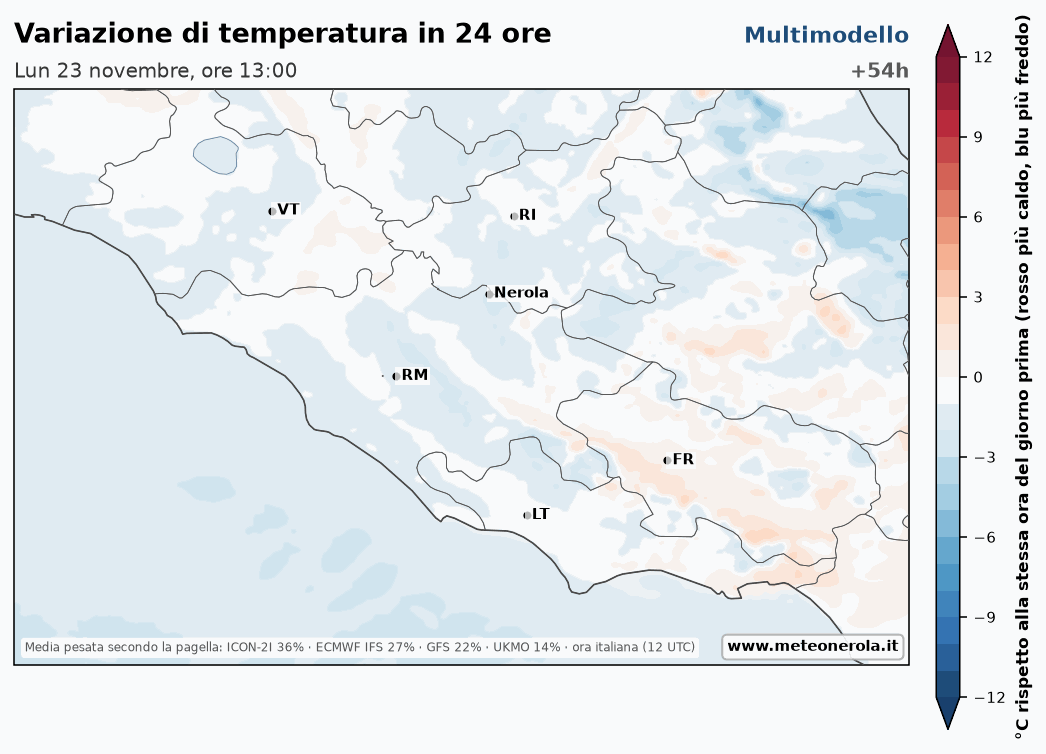 Variazione di temperatura in 24 ore
Multimodello
Lun 23 novembre, ore 13:00
+54h
VT
RI
Nerola
RM
FR
LT
Media pesata secondo la pagella: ICON-2I 36% · ECMWF IFS 27% · GFS 22% · UKMO 14% · ora italiana (12 UTC)
www.meteonerola.it
12
9
6
3
0
−3
−6
−9
−12
°C rispetto alla stessa ora del giorno prima (rosso più caldo, blu più freddo)